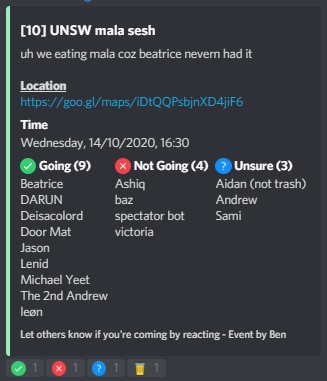 [10] UNSW mala sesh
uh we eating mala coz beatrice nevern had it
Location
https://goo.gl/maps/iDtQQPsbjnXD4jiF6
Time
Wednesday, 14/10/2020, 16:30
Going (9)
Beatrice
DARUN
Deisacolord
Door Mat
Jason
Lenid
Michael Yeet
The 2nd Andrew
leøn
Not Going (4)
Ashiq
baz
spectator bot
victoria
Unsure (3)
Aidan (not trash)
Andrew
Sami
Let others know if you're coming by reacting - Event by Ben
1 1 ? 1 1